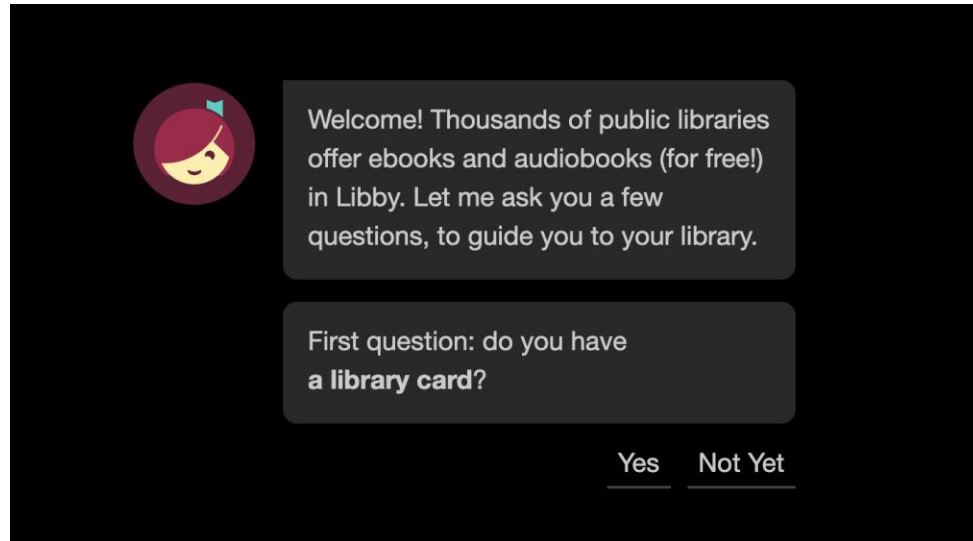 Welcome! Thousands of public libraries
offer ebooks and audiobooks (for free!)
in Libby. Let me ask you a few
questions, to guide you to your library.
First question: do you have
a library card?
Yes Not Yet